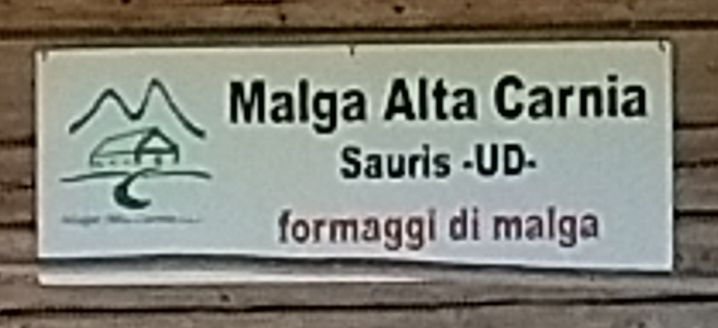 Malga Alta Carnia
Sauris -UD-
formaggi di malga